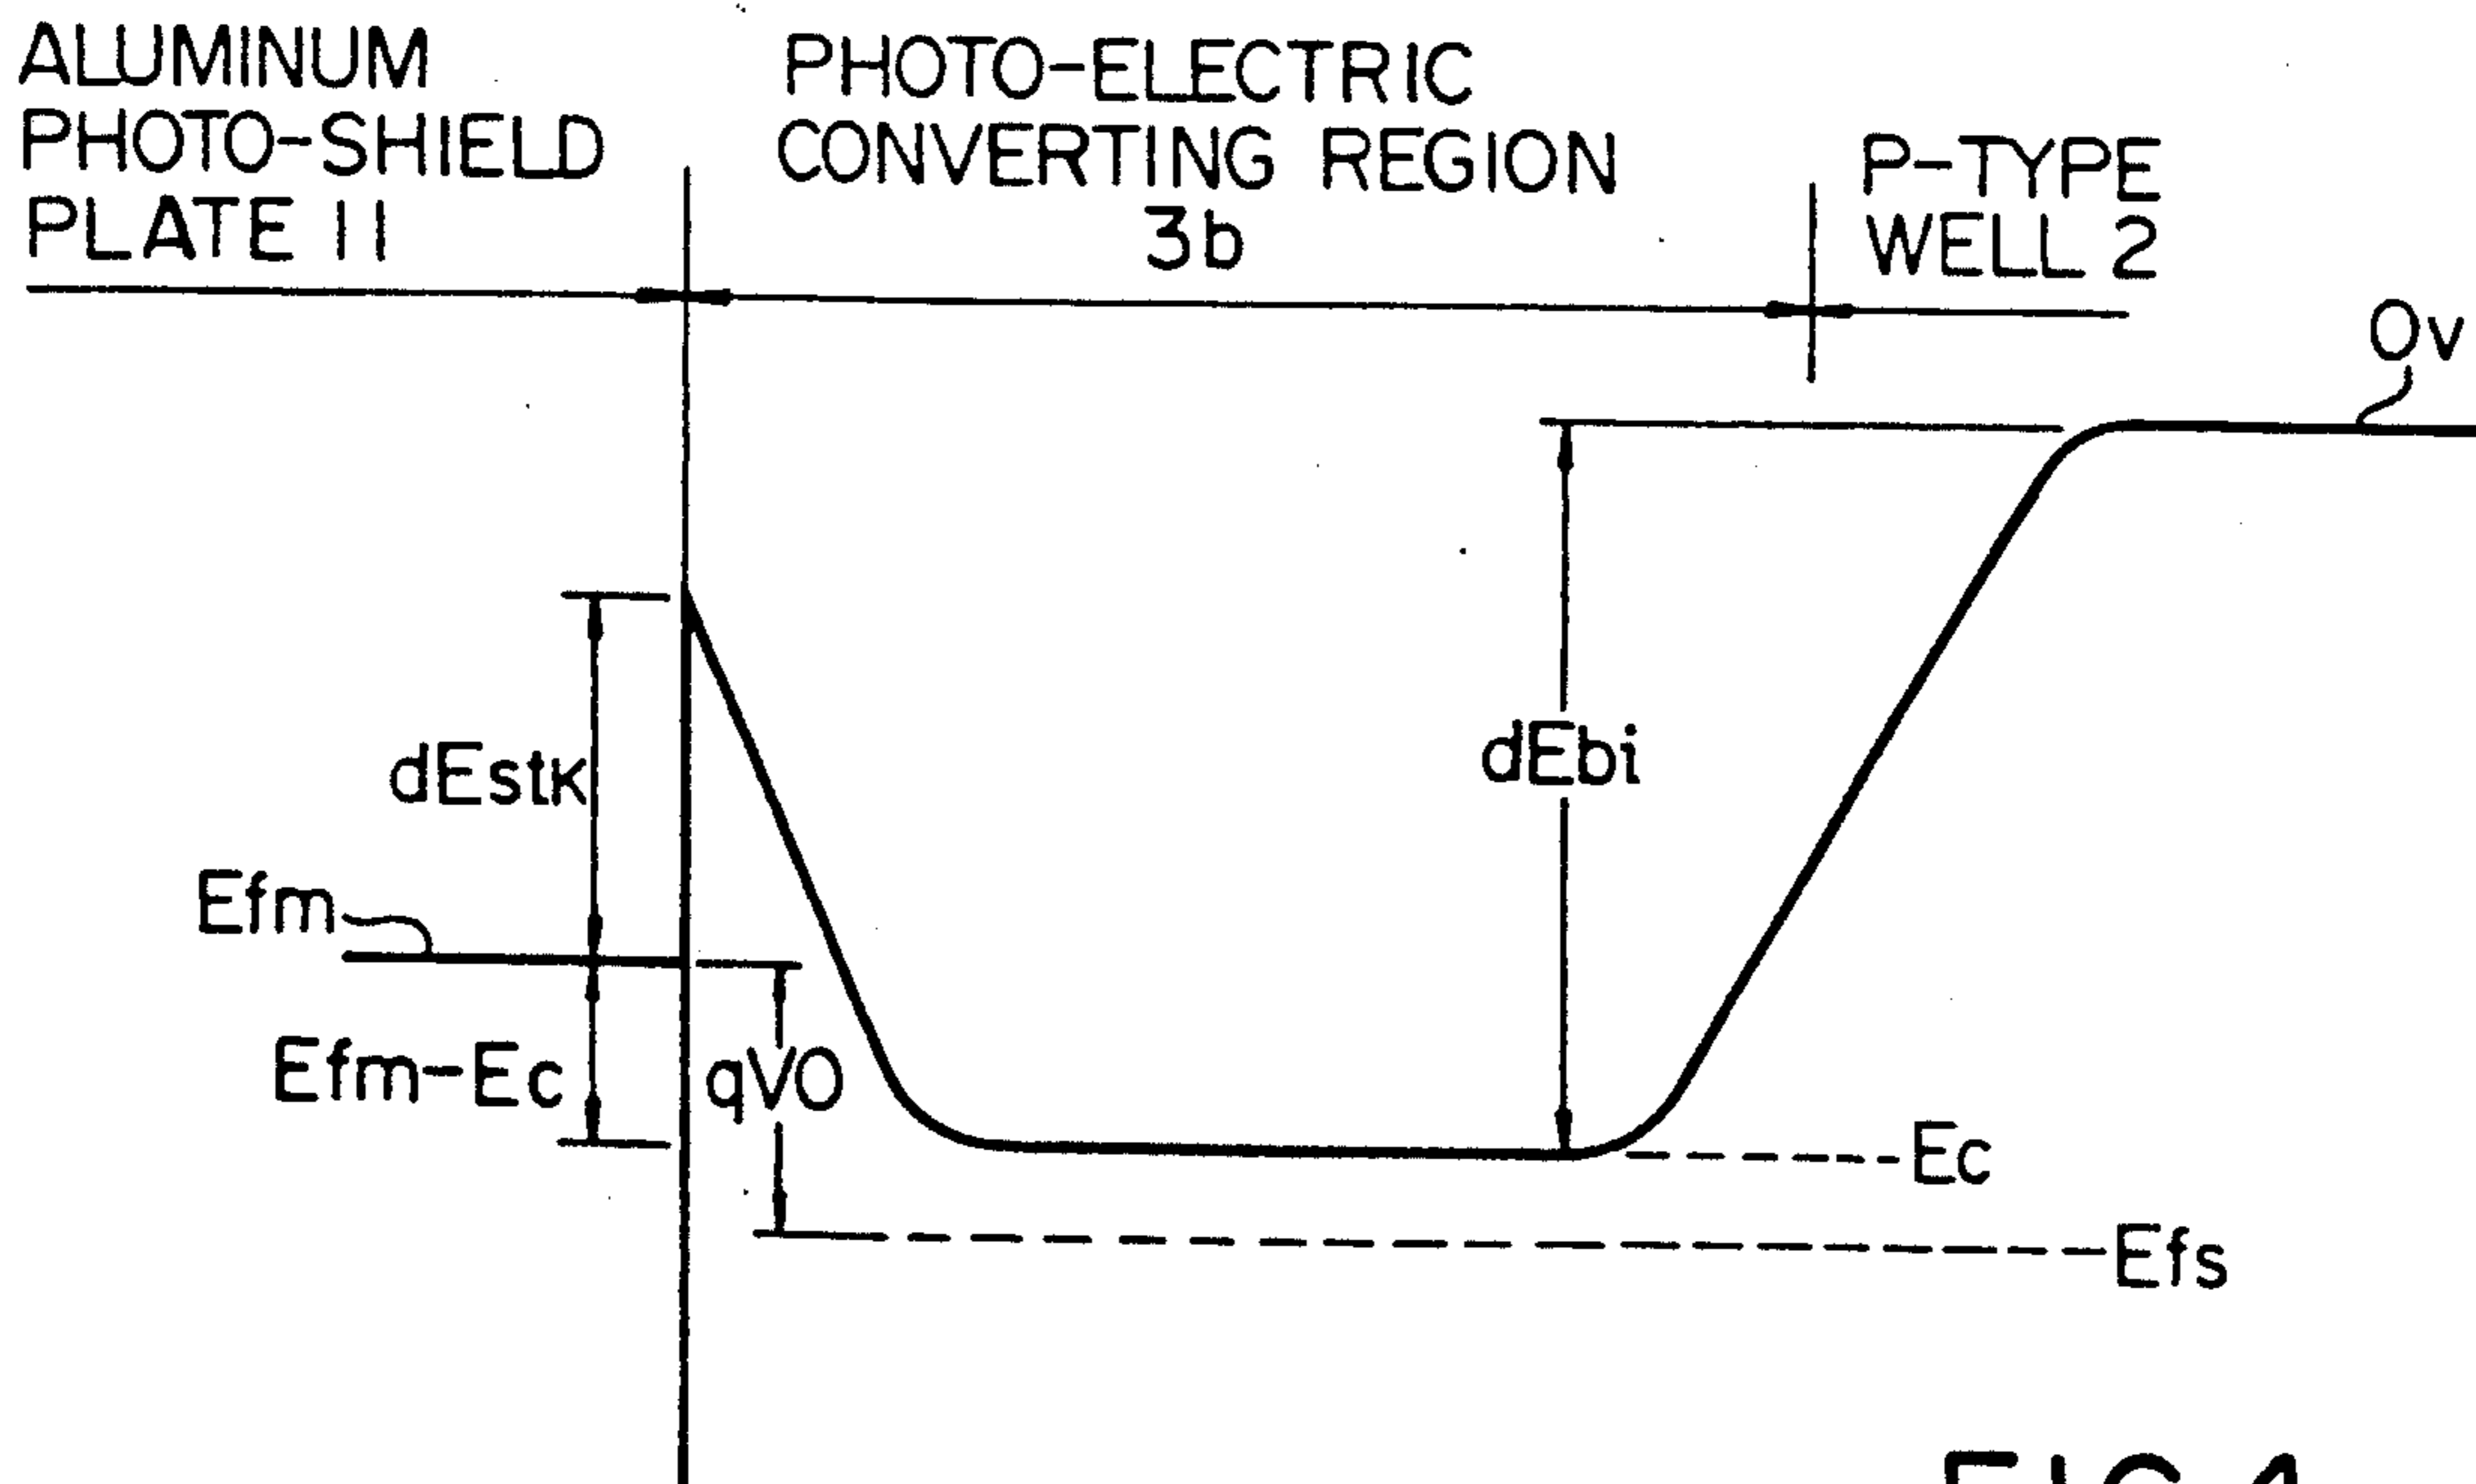 ALUMINUM
PHOTO-SHIELD
PLATE 11
PHOTO-ELECTRIC
CONVERTING REGION
3b
P-TYPE
WELL 2
0v
dEstk
dEbi
Efm
Efm-Ec
qV0
Ec
Efs